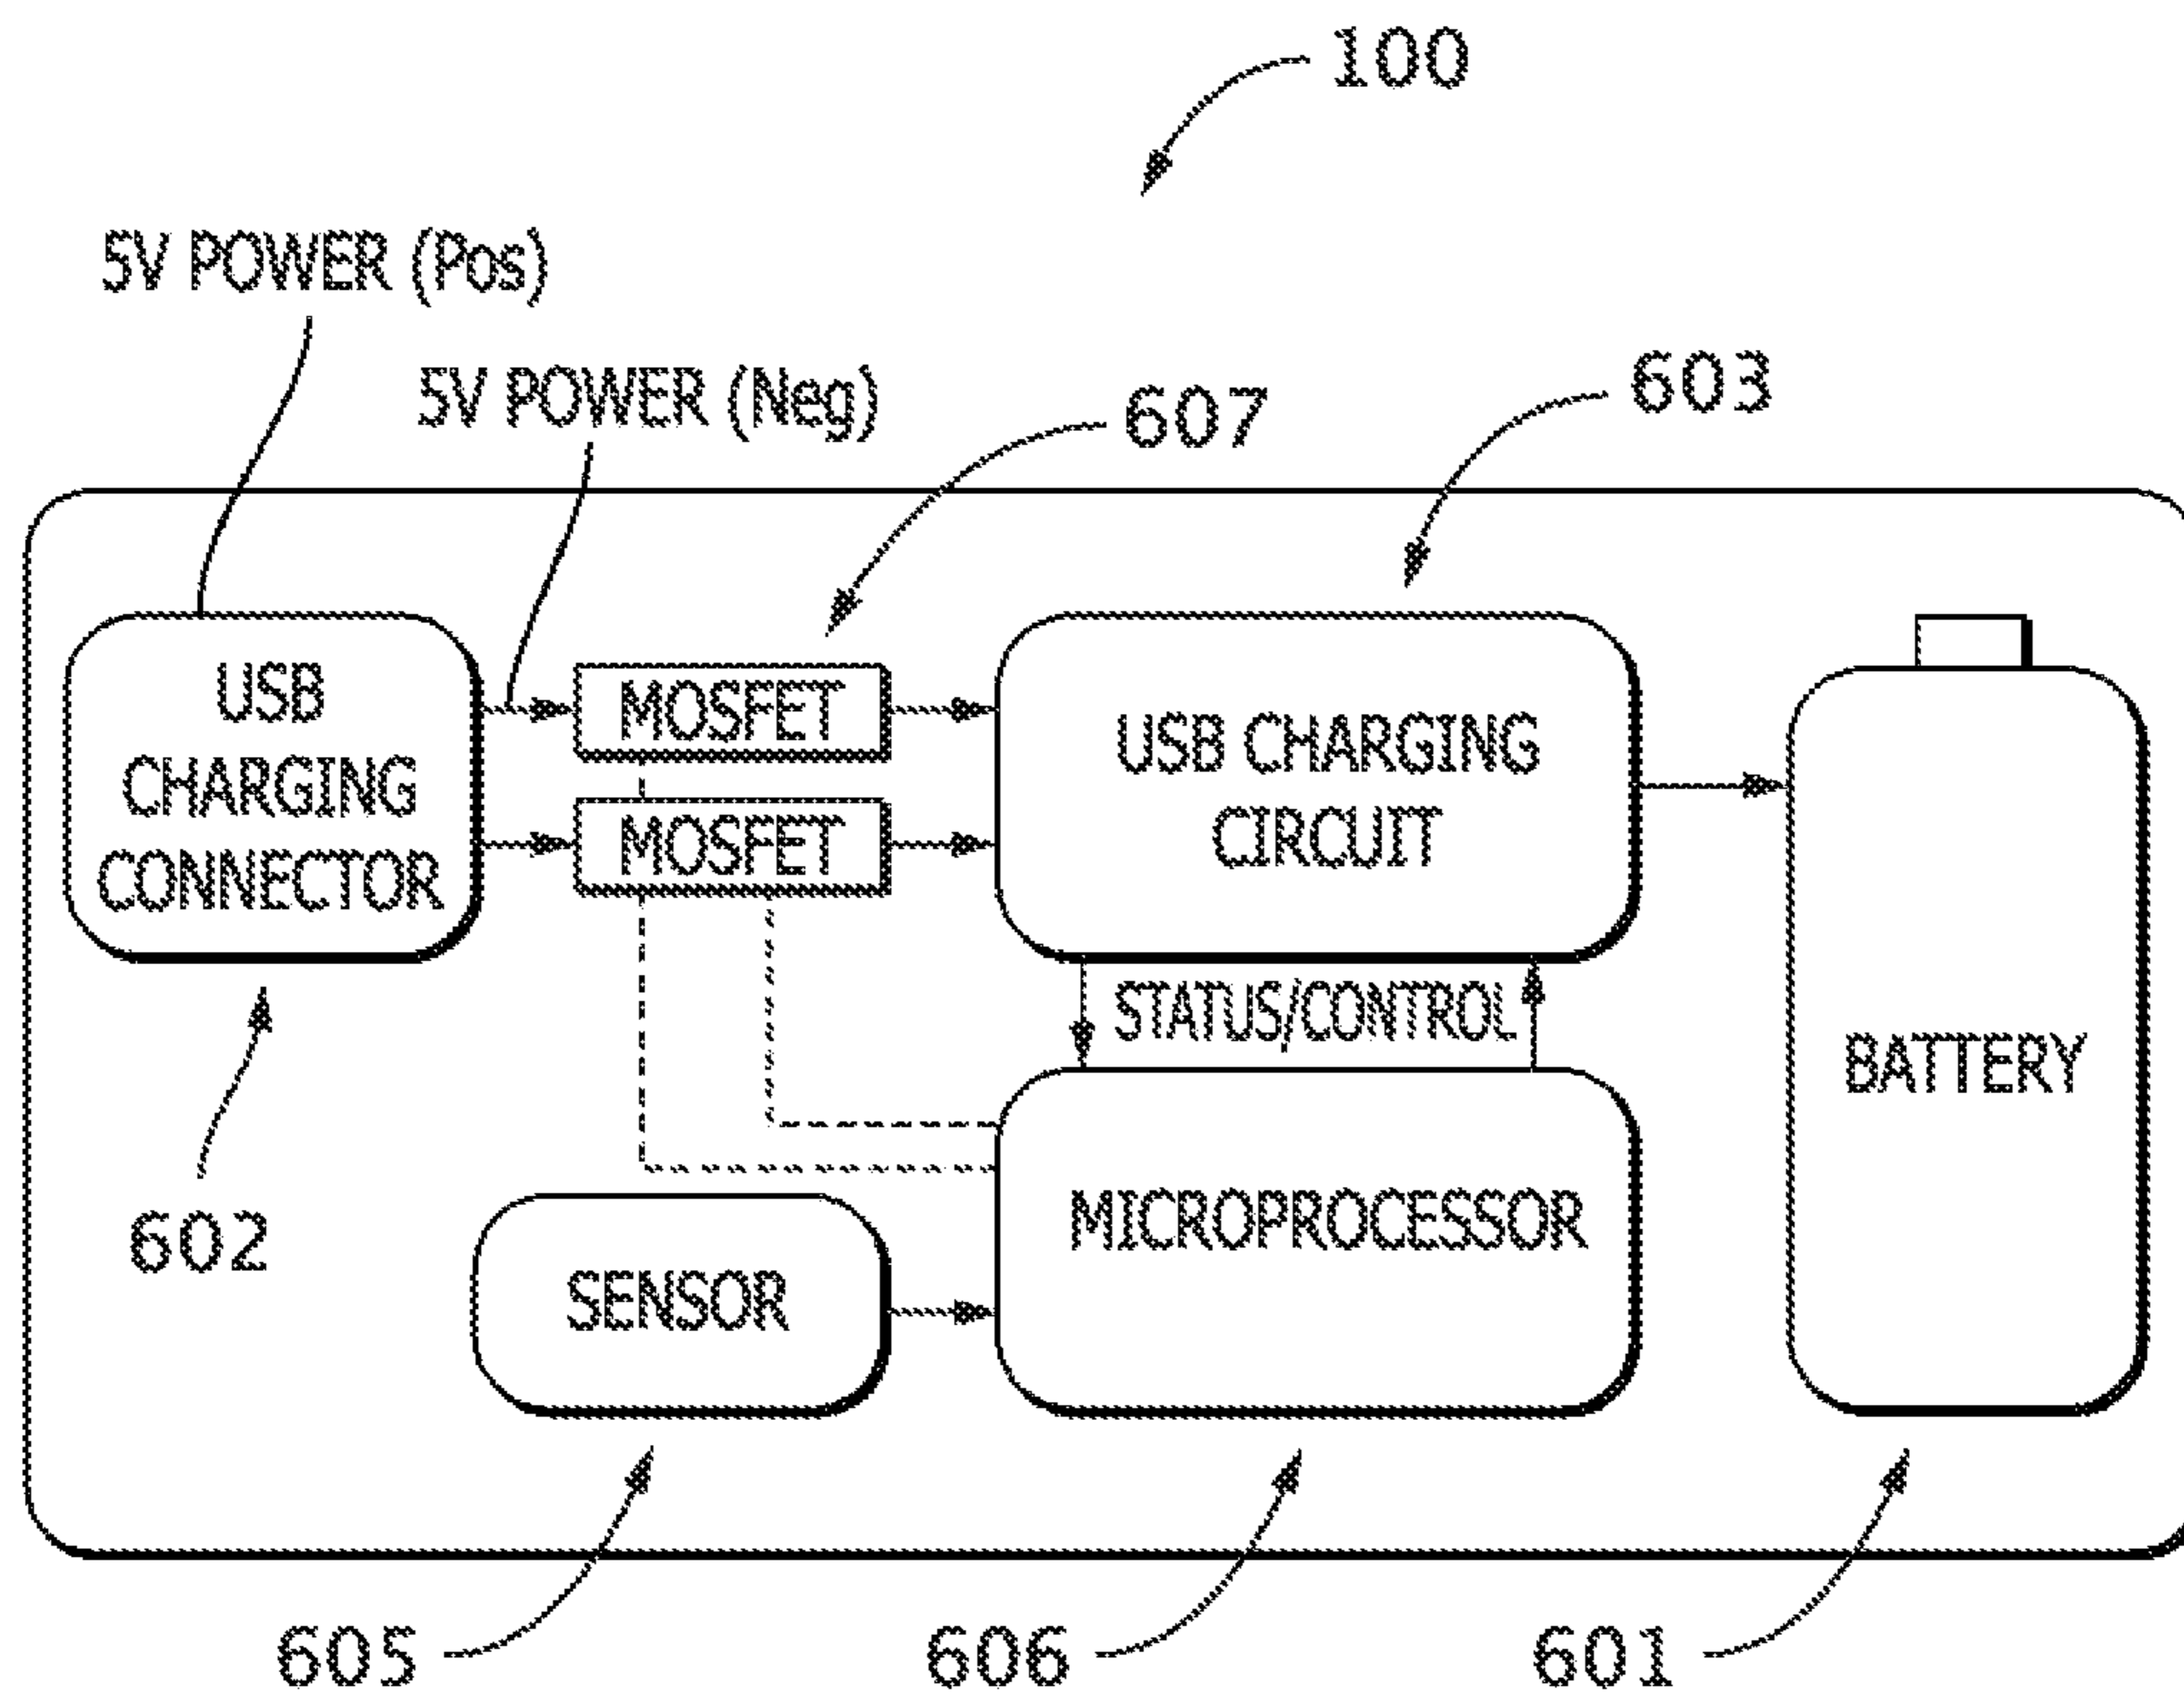 100
5V POWER (Pos)
5V POWER (Neg)
607
603
USB
CHARGING
CONNECTOR
MOSFET
MOSFET
USB CHARGING
CIRCUIT
STATUS/CONTROL
BATTERY
602
SENSOR
MICROPROCESSOR
605
606
601